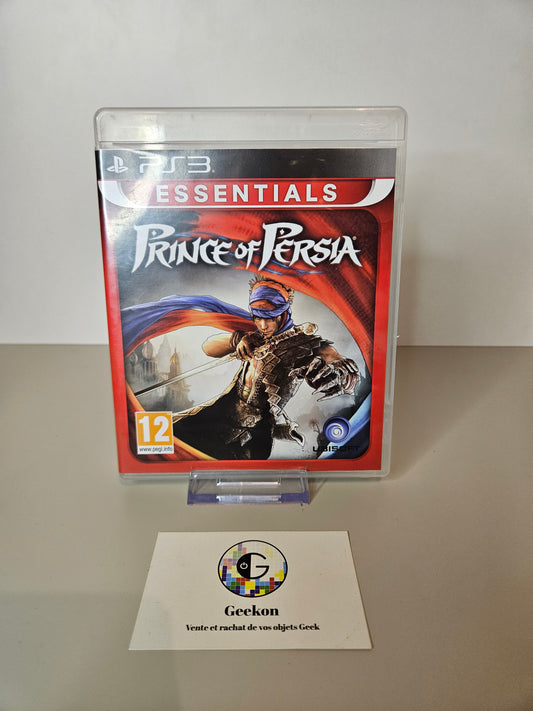 PS3
ESSENTIALS
PRINCE OF PERSIA
12
www.pegi.info
UBISOFT
G
Geekon
Vente et rachat de vos objets Geek